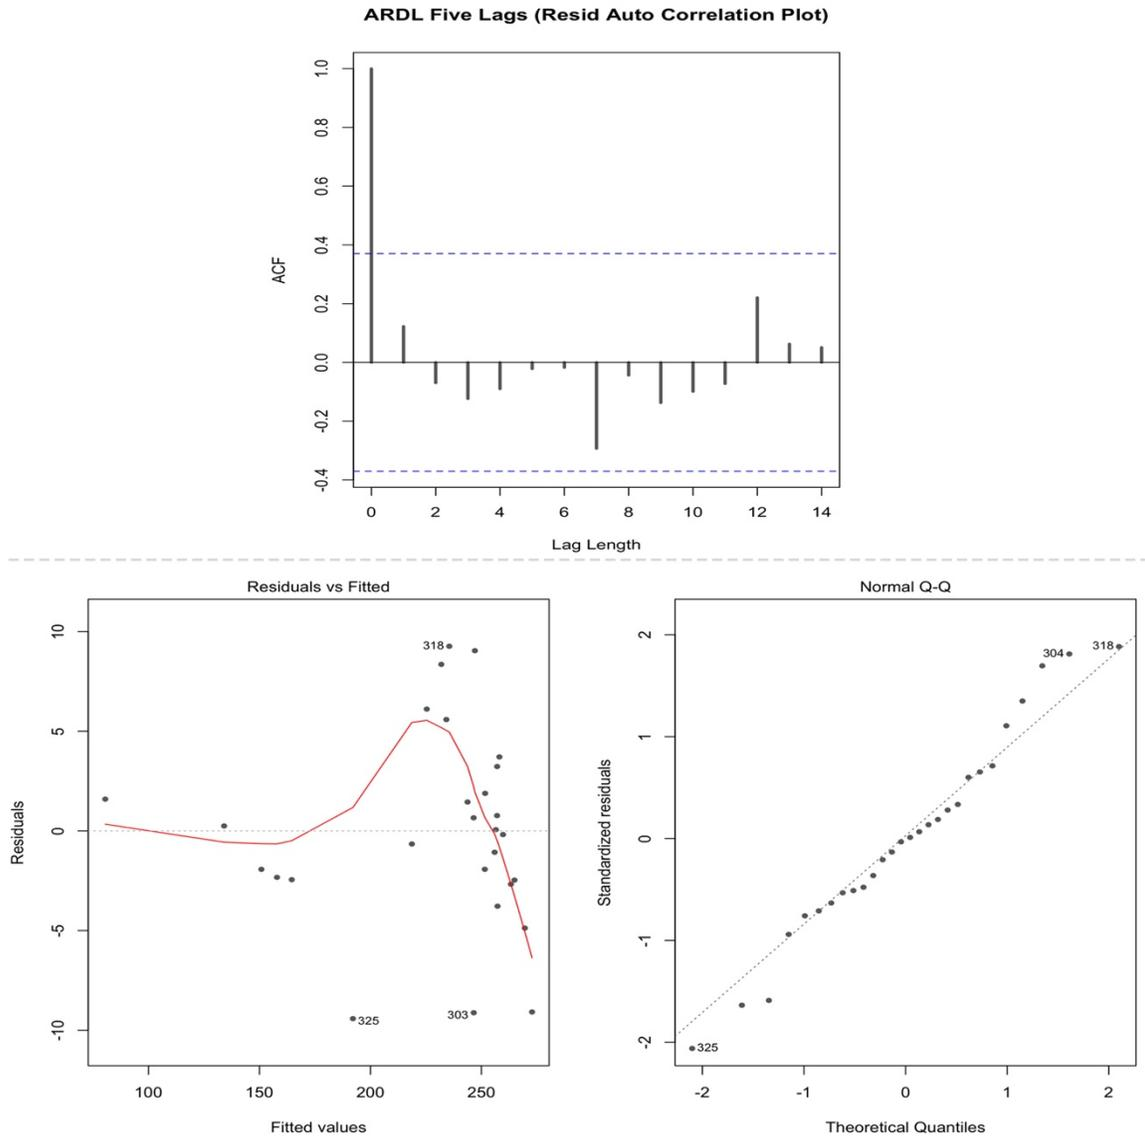 ARDL Five Lags (Resid Auto Correlation Plot)
1.0
0.8
0.6
0.4
0.2
0.0
-0.2
-0.4
ACF
0 2 4 6 8 10 12 14
Lag Length
Residuals vs Fitted
10
5
0
-5
-10
Residuals
318
325
303
100 150 200 250
Fitted values
Normal Q-Q
2
1
0
-1
-2
Standardized residuals
304
318
325
-2 -1 0 1 2
Theoretical Quantiles